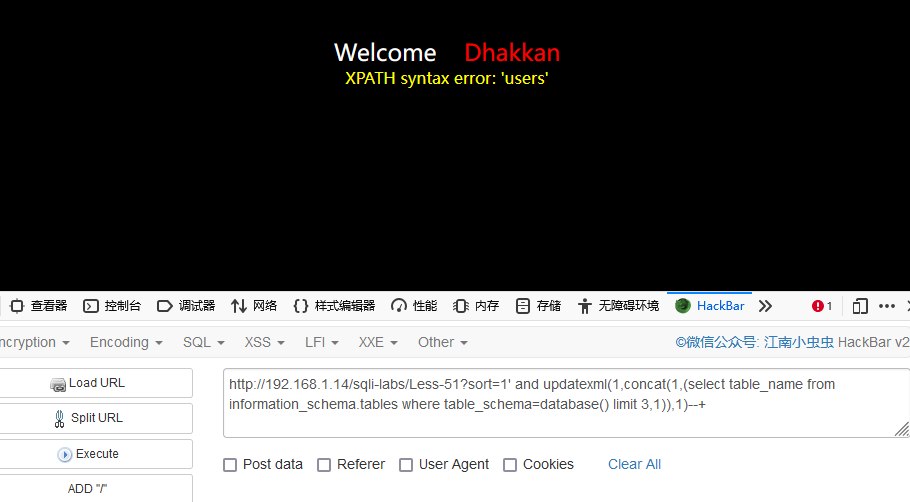 Welcome Dhakkan
XPATH syntax error: 'users'
查看器 控制台 调试器 网络 样式编辑器 性能 内存 存储 无障碍环境 HackBar 1
ncryption Encoding SQL XSS LFI XXE Other ©微信公众号: 江南小虫虫 HackBar v2
Load URL
Split URL
Execute
ADD "/"
http://192.168.1.14/sqli-labs/Less-51?sort=1' and updatexml(1,concat(1,(select table_name from
information_schema.tables where table_schema=database() limit 3,1)),1)--+
Post data Referer User Agent Cookies Clear All